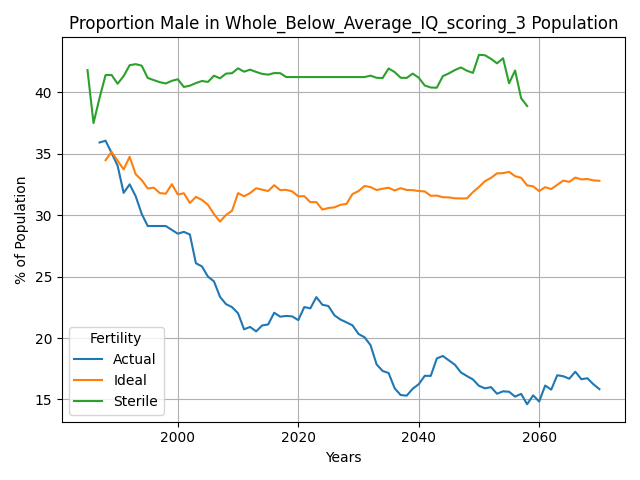 Proportion Male in Whole_Below_Average_IQ_scoring_3 Population
% of Population
40
35
30
25
20
15
Fertility
Actual
Ideal
Sterile
2000
2020
2040
2060
Years